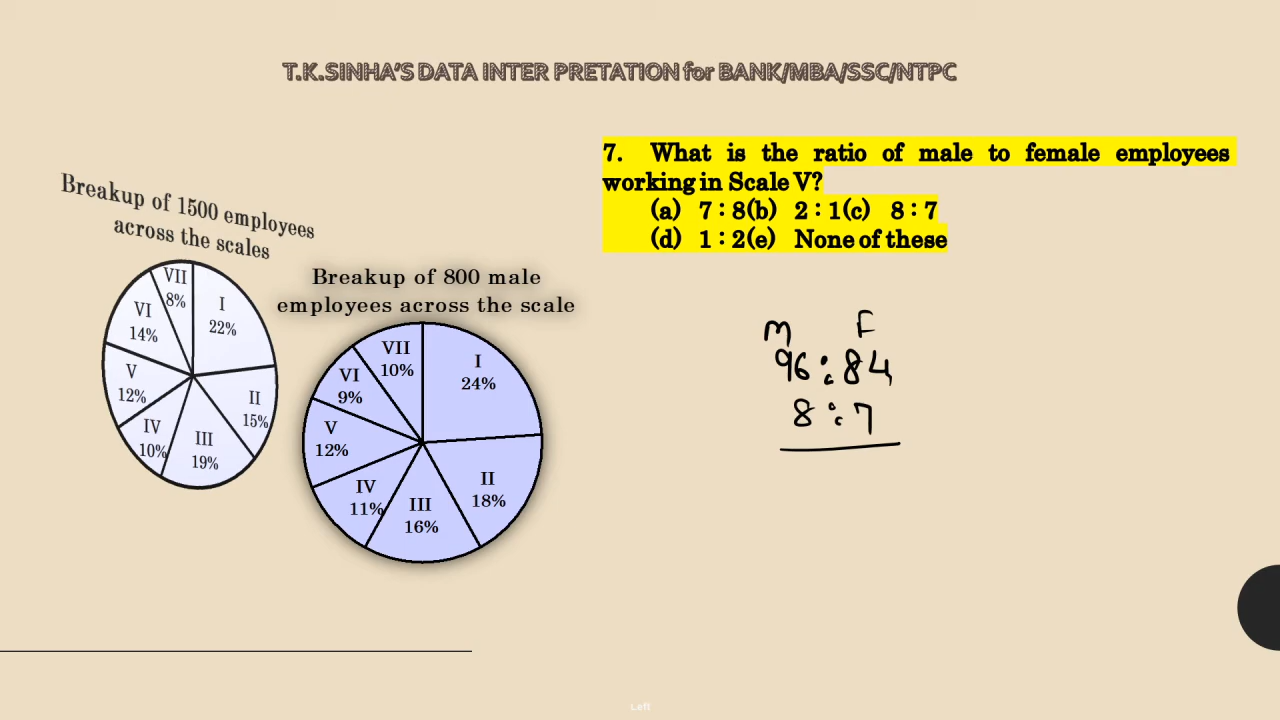 T.K.SINHA'S DATA INTER PRETATION for BANK/MBA/SSC/NTPC
Breakup of 1500 employees
across the scales
VII
8%
I
22%
VI
14%
V
12%
II
15%
IV
10%
III
19%
Breakup of 800 male
employees across the scale
VII
10%
I
24%
VI
9%
V
12%
II
18%
IV
11%
III
16%
7. What is the ratio of male to female employees
working in Scale V?
(a) 7 : 8(b) 2 : 1(c) 8 : 7
(d) 1 : 2(e) None of these
M F
96 : 84
8 : 7
Left